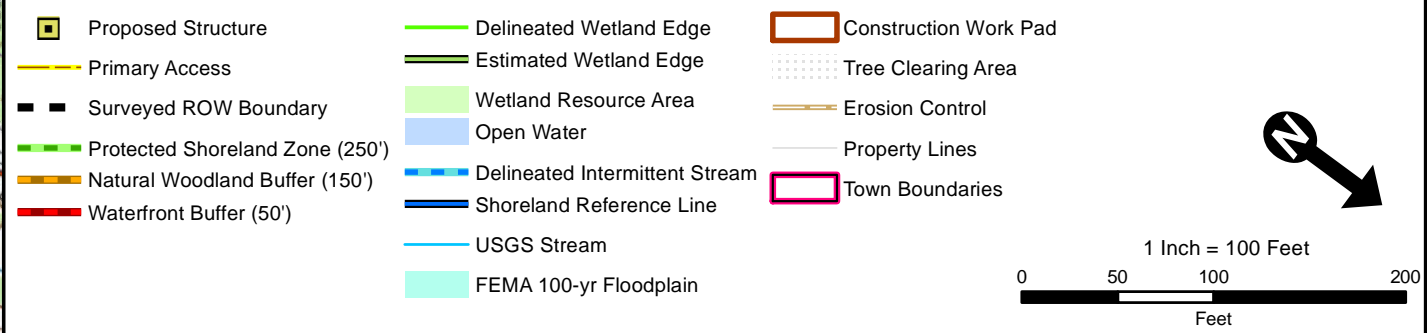 Proposed Structure
Primary Access
Surveyed ROW Boundary
Protected Shoreland Zone (250')
Natural Woodland Buffer (150')
Waterfront Buffer (50')
Delineated Wetland Edge
Estimated Wetland Edge
Wetland Resource Area
Open Water
Delineated Intermittent Stream
Shoreland Reference Line
USGS Stream
FEMA 100-yr Floodplain
Construction Work Pad
Tree Clearing Area
Erosion Control
Property Lines
Town Boundaries
N
1 Inch = 100 Feet
0 50 100 200
Feet